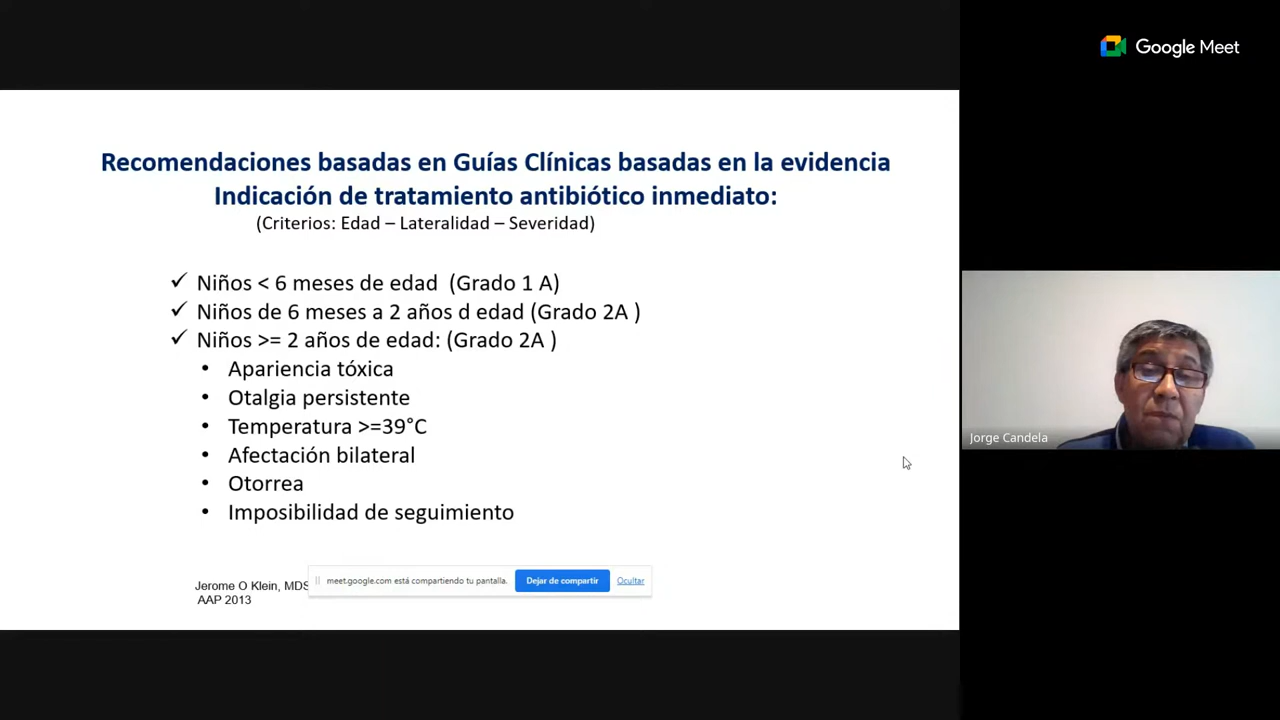 Google Meet
Recomendaciones basadas en Guías Clínicas basadas en la evidencia
Indicación de tratamiento antibiótico inmediato:
(Criterios: Edad – Lateralidad – Severidad)
✓ Niños < 6 meses de edad (Grado 1 A)
✓ Niños de 6 meses a 2 años d edad (Grado 2A )
✓ Niños >= 2 años de edad: (Grado 2A )
• Apariencia tóxica
• Otalgia persistente
• Temperatura >=39°C
• Afectación bilateral
• Otorrea
• Imposibilidad de seguimiento
Jorge Candela
meet.google.com está compartiendo tu pantalla. Dejar de compartir Ocultar
Jerome O Klein, MDS
AAP 2013